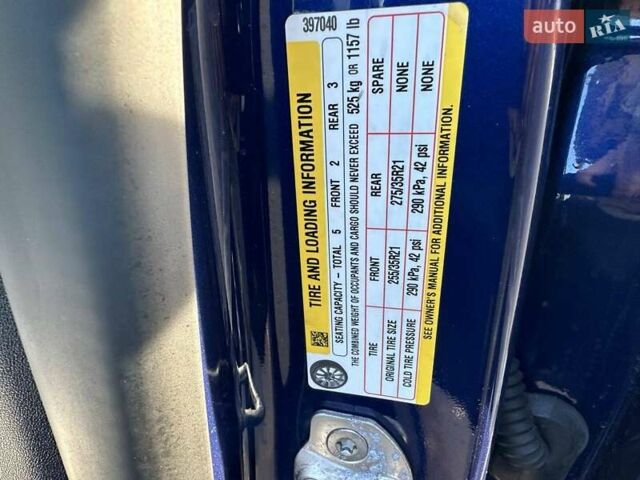 auto RIA
397040
TIRE AND LOADING INFORMATION
SEATING CAPACITY – TOTAL 5 FRONT 2 REAR 3
THE COMBINED WEIGHT OF OCCUPANTS AND CARGO SHOULD NEVER EXCEED 525 kg OR 1157 lb
TIRE FRONT REAR SPARE
ORIGINAL TIRE SIZE 255/35R21 275/35R21 NONE
COLD TIRE PRESSURE 290 kPa, 42 psi 290 kPa, 42 psi NONE
SEE OWNER'S MANUAL FOR ADDITIONAL INFORMATION.